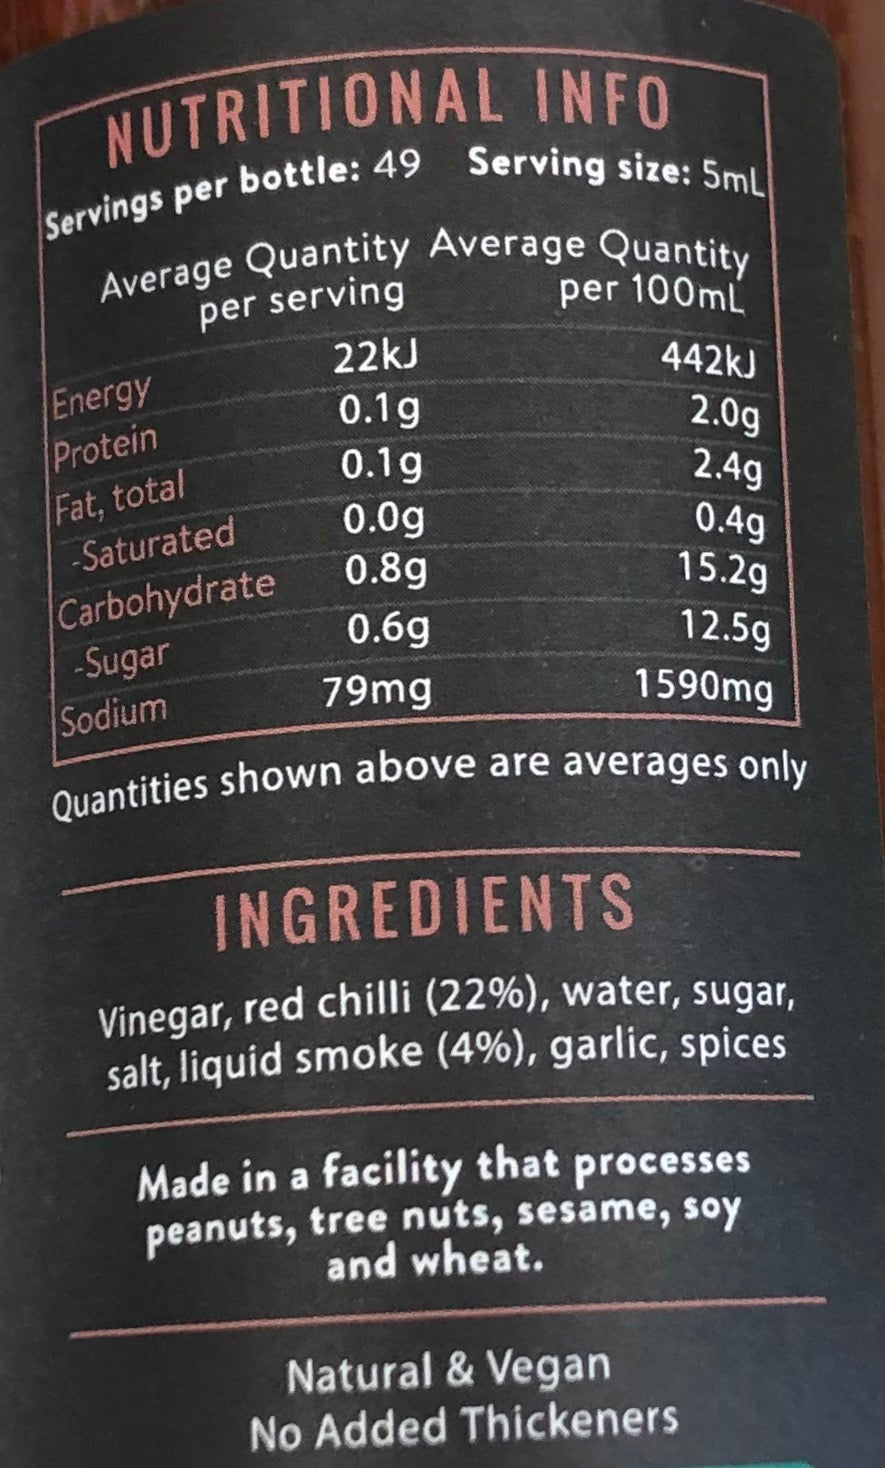 NUTRITIONAL INFO
Servings per bottle: 49 Serving size: 5mL
Average Quantity per serving Average Quantity per 100mL
Energy 22kJ 442kJ
Protein 0.1g 2.0g
Fat, total 0.1g 2.4g
-Saturated 0.0g 0.4g
Carbohydrate 0.8g 15.2g
-Sugar 0.6g 12.5g
Sodium 79mg 1590mg
Quantities shown above are averages only
INGREDIENTS
Vinegar, red chilli (22%), water, sugar,
salt, liquid smoke (4%), garlic, spices
Made in a facility that processes
peanuts, tree nuts, sesame, soy
and wheat.
Natural & Vegan
No Added Thickeners